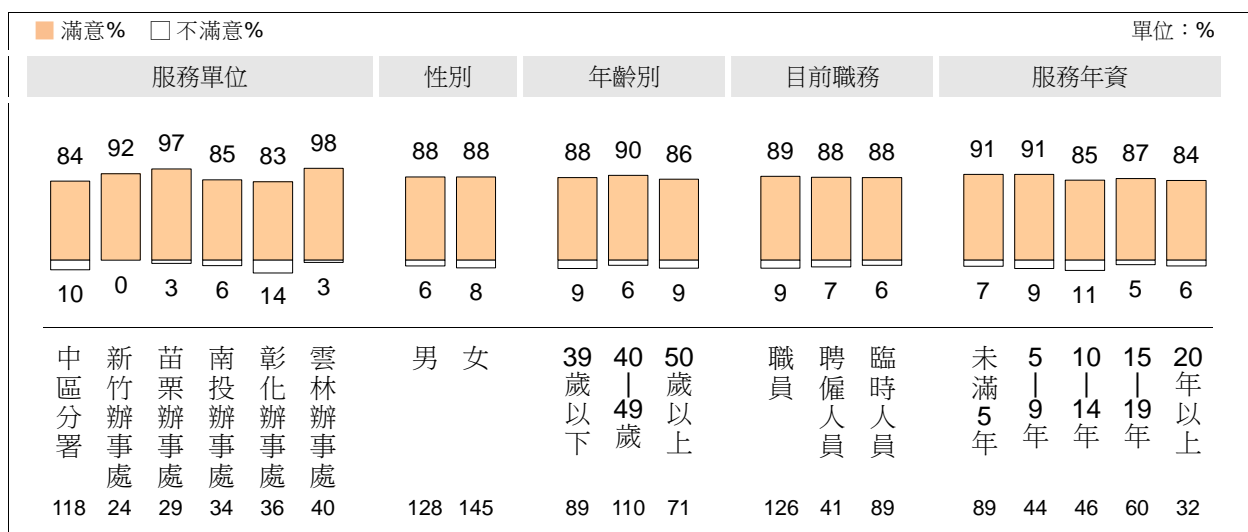 滿意% 不滿意% 單位：%
服務單位 性別 年齡別 目前職務 服務年資
84 92 97 85 83 98 88 88 88 90 86 89 88 88 91 91 85 87 84
10 0 3 6 14 3 6 8 9 6 9 9 7 6 7 9 11 5 6
中區分署
新竹辦事處
苗栗辦事處
南投辦事處
彰化辦事處
雲林辦事處
男
女
39歲以下
40|49歲
50歲以上
職員
聘僱人員
臨時人員
未滿5年
5|9年
10|14年
15|19年
20年以上
118 24 29 34 36 40 128 145 89 110 71 126 41 89 89 44 46 60 32